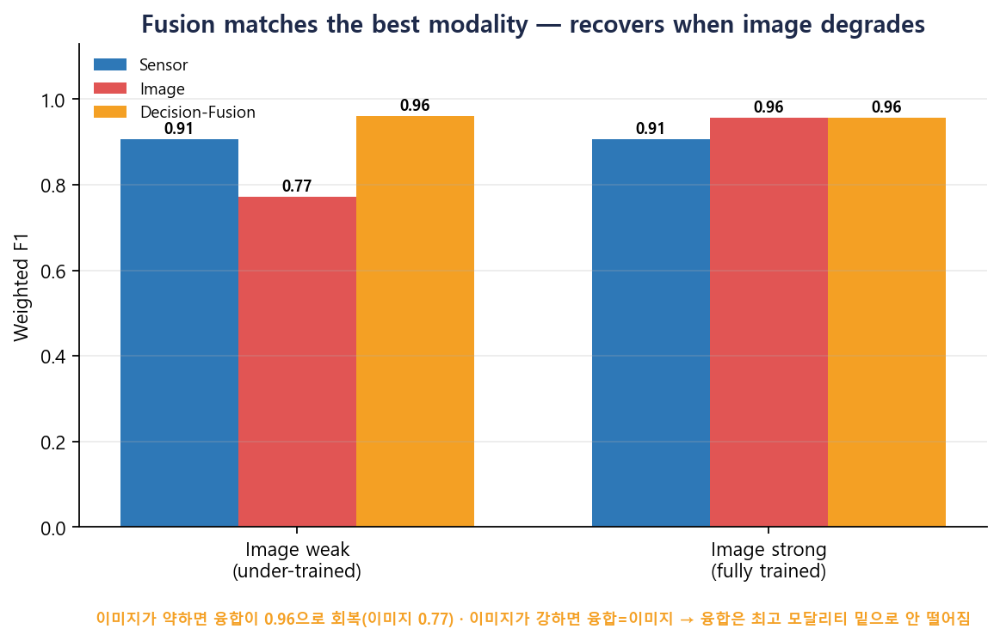 Fusion matches the best modality — recovers when image degrades
Sensor
Image
Decision-Fusion
Weighted F1
1.0
0.8
0.6
0.4
0.2
0.0
0.91
0.77
0.96
0.91
0.96
0.96
Image weak
(under-trained)
Image strong
(fully trained)
이미지가 약하면 융합이 0.96으로 회복(이미지 0.77) · 이미지가 강하면 융합=이미지 → 융합은 최고 모달리티 밑으로 안 떨어짐